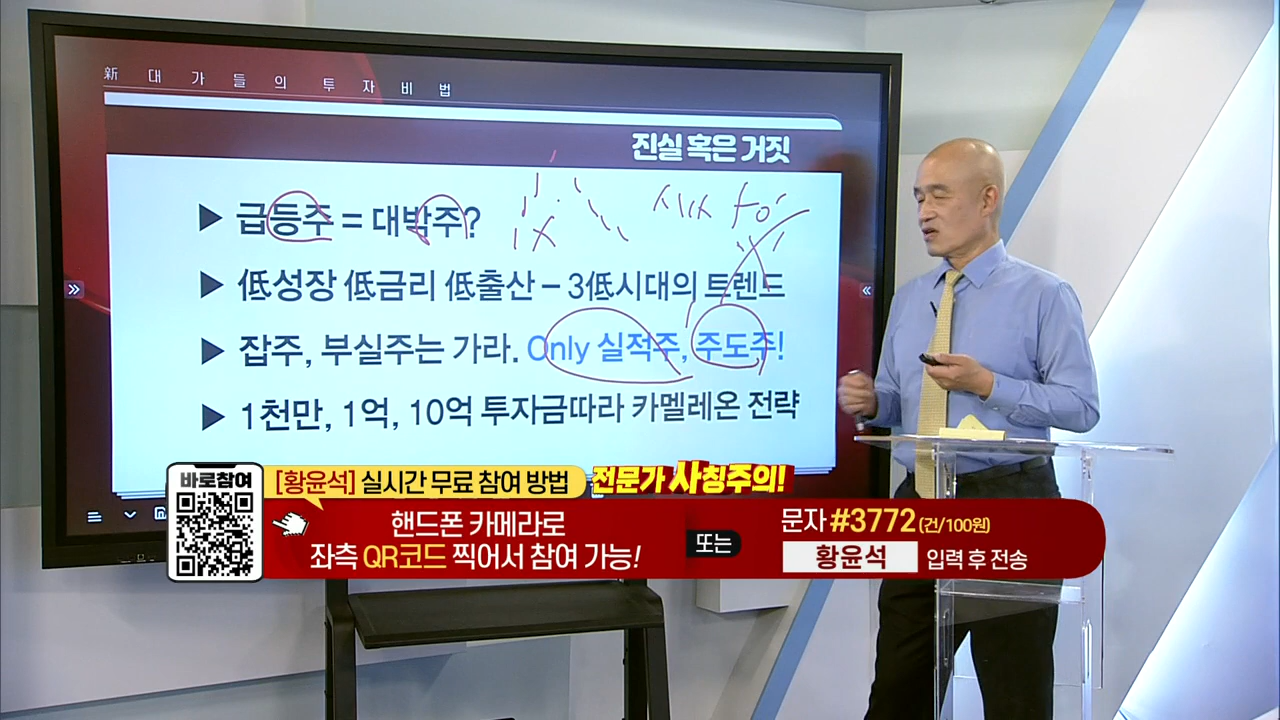 新 대 가 들 의 투 자 비 법
진실 혹은 거짓
▶ 급등주 = 대박주?
▶ 低성장 低금리 低출산 – 3低시대의 트렌드
▶ 잡주, 부실주는 가라. Only 실적주, 주도주!
▶ 1천만, 1억, 10억 투자금따라 카멜레온 전략
바로참여
[황윤석] 실시간 무료 참여 방법
전문가 사칭주의!
핸드폰 카메라로
좌측 QR코드 찍어서 참여 가능!
또는
문자 #3772 (건/100원)
황윤석 입력 후 전송